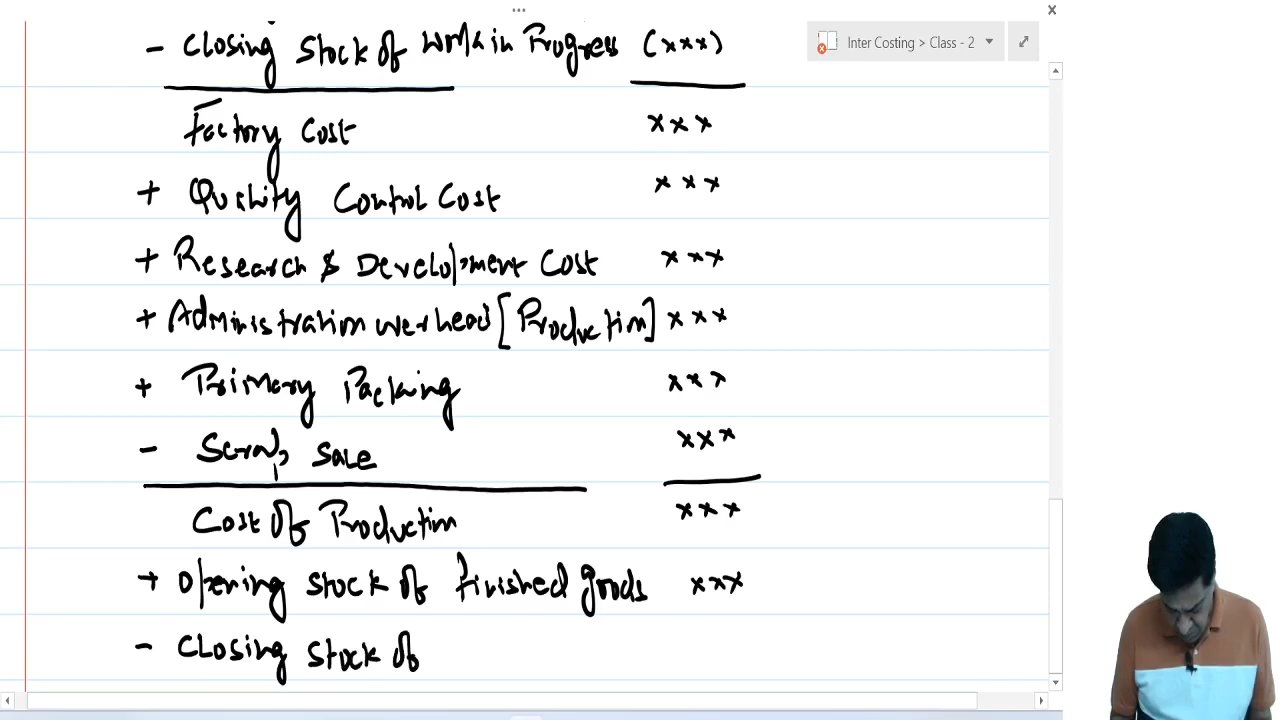 Inter Costing > Class - 2
- Closing Stock of Work in Progress (xxx)
Factory Cost xxx
+ Quality Control Cost xxx
+ Research & Development Cost xxx
+ Administration overhead [Production] xxx
+ Primary Packing xxx
- Scrap Sale xxx
Cost of Production xxx
+ Opening Stock of finished goods xxx
- Closing Stock of